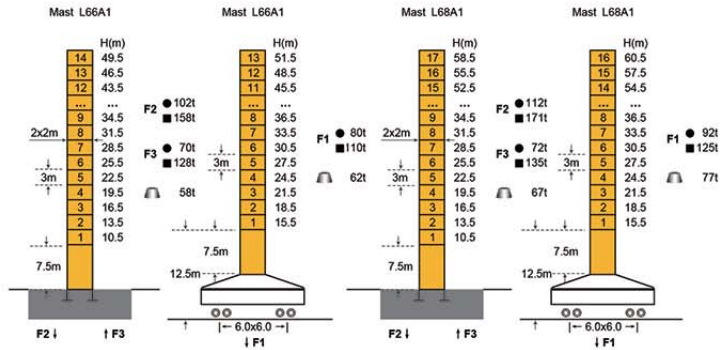 Mast L66A1
H(m)
14 49.5
13 46.5
12 43.5
... ...
9 34.5
2x2m 8 31.5
7 28.5
6 25.5
3m 5 22.5
4 19.5
3 16.5
2 13.5
1 10.5
7.5m
F2 ↓ ↑ F3
F2 ● 102t
■ 158t
F3 ● 70t
■ 128t
58t
Mast L66A1
H(m)
13 51.5
12 48.5
11 45.5
... ...
8 36.5
7 33.5
6 30.5
3m 5 27.5
4 24.5
3 21.5
2 18.5
1 15.5
7.5m
12.5m
6.0x6.0
↓ F1
F1 ● 80t
■ 110t
62t
Mast L68A1
H(m)
17 58.5
16 55.5
15 52.5
... ...
9 34.5
2x2m 8 31.5
7 28.5
6 25.5
3m 5 22.5
4 19.5
3 16.5
2 13.5
1 10.5
7.5m
F2 ↓ ↑ F3
F2 ● 112t
■ 171t
F3 ● 72t
■ 135t
67t
Mast L68A1
H(m)
16 60.5
15 57.5
14 54.5
... ...
8 36.5
7 33.5
6 30.5
3m 5 27.5
4 24.5
3 21.5
2 18.5
1 15.5
7.5m
12.5m
6.0x6.0
↓ F1
F1 ● 92t
■ 125t
77t